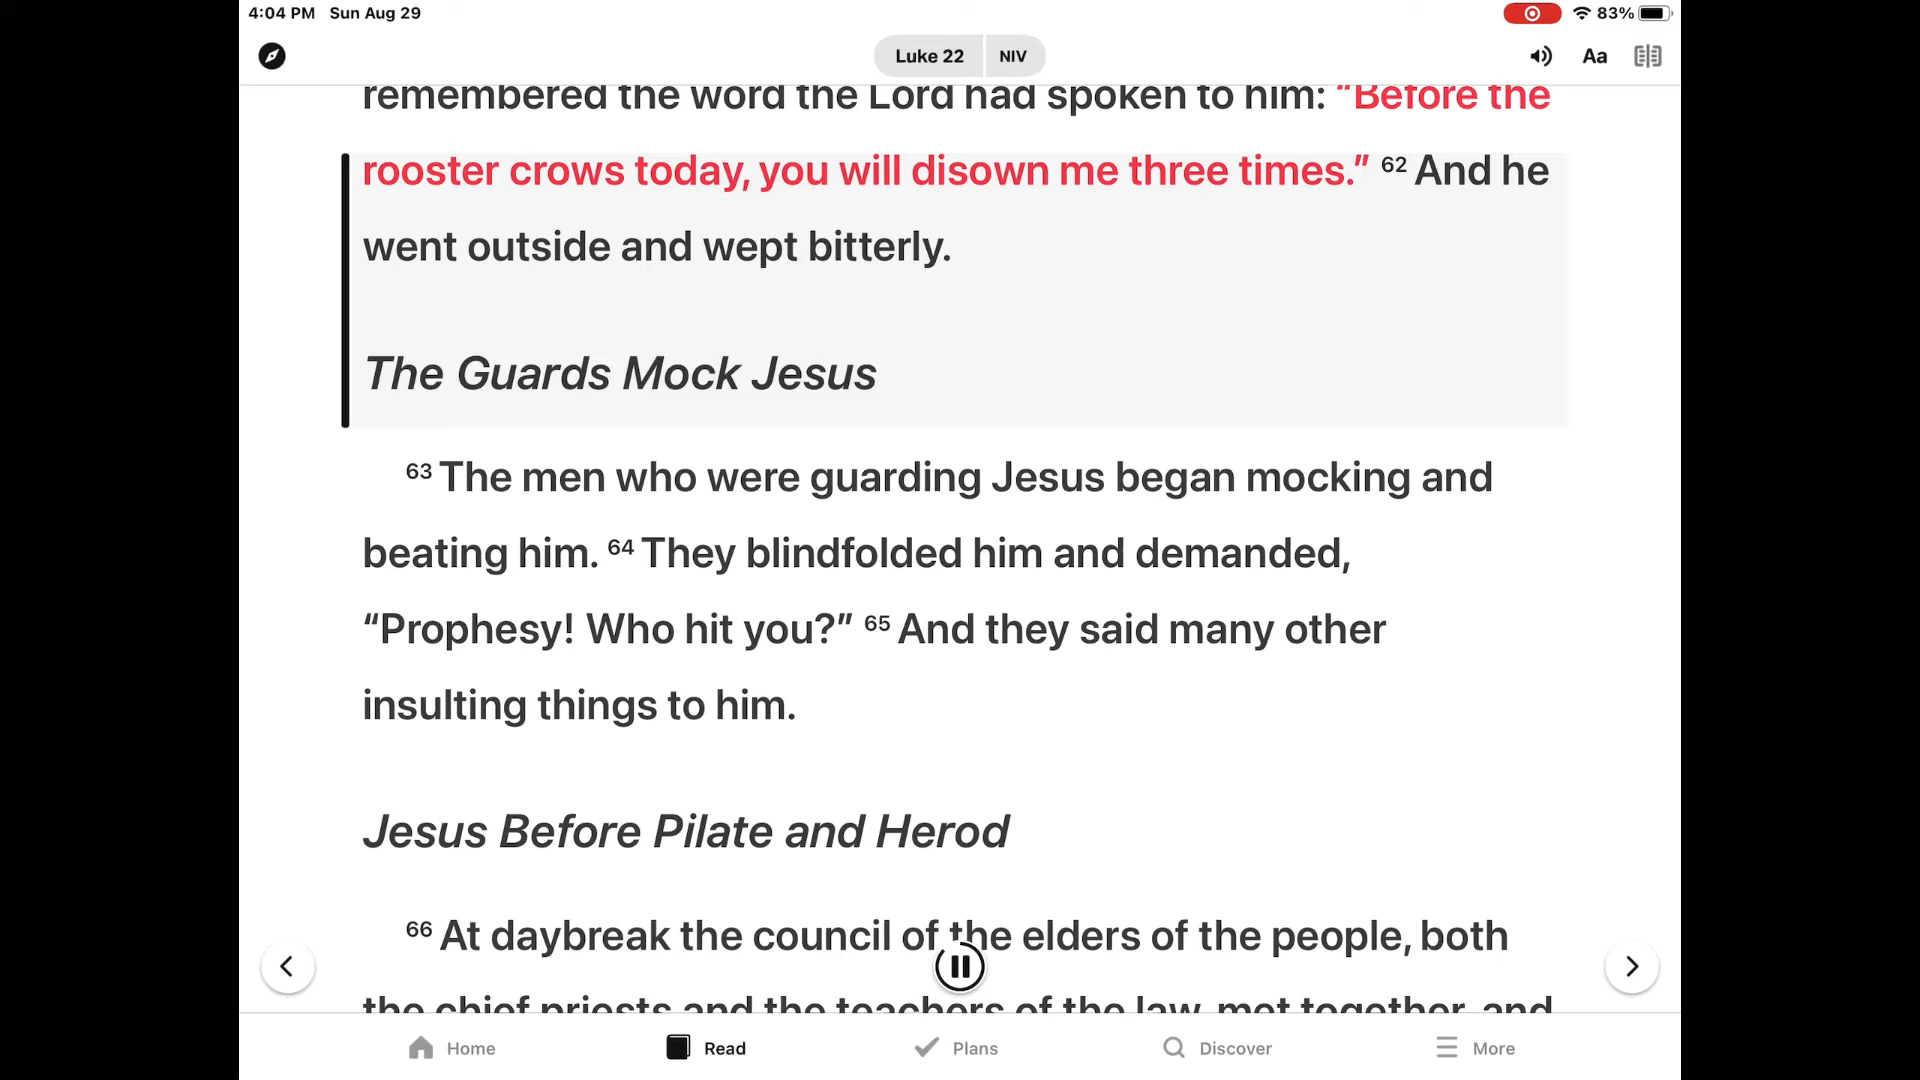 4:04 PM Sun Aug 29
83%
Luke 22 NIV
Aa
remembered the word the Lord had spoken to him: “Before the
rooster crows today, you will disown me three times.” 62 And he
went outside and wept bitterly.
The Guards Mock Jesus
63 The men who were guarding Jesus began mocking and
beating him. 64 They blindfolded him and demanded,
“Prophesy! Who hit you?” 65 And they said many other
insulting things to him.
Jesus Before Pilate and Herod
66 At daybreak the council of the elders of the people, both
the chief priests and the teachers of the law, met together, and
Home Read Plans Discover More